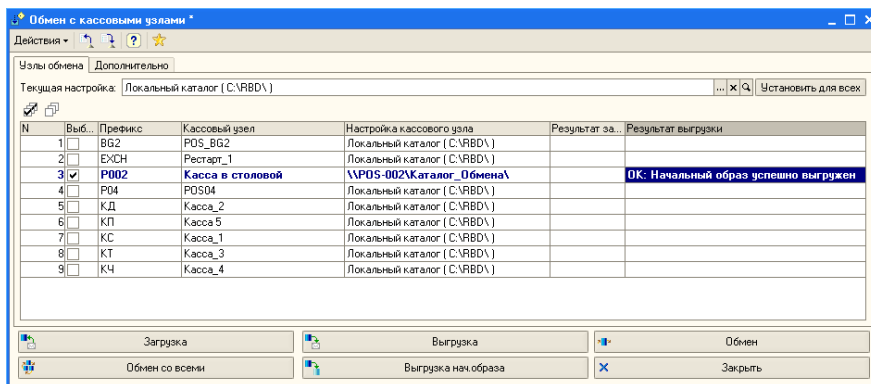 Обмен с кассовыми узлами *
Действия
Узлы обмена Дополнительно
Текущая настройка: Локальный каталог ( C:\RBD\ ) ... Установить для всех
N Выб... Префикс Кассовый узел Настройка кассового узла Результат за... Результат выгрузки
1 BG2 POS_BG2 Локальный каталог ( C:\RBD\ )
2 EXCH Рестарт_1 Локальный каталог ( C:\RBD\ )
3 P002 Касса в столовой \\POS-002\Каталог_Обмена\ OK: Начальный образ успешно выгружен
4 P04 POS04 Локальный каталог ( C:\RBD\ )
5 КД Касса_2 Локальный каталог ( C:\RBD\ )
6 КП Касса 5 Локальный каталог ( C:\RBD\ )
7 КС Касса_1 Локальный каталог ( C:\RBD\ )
8 КТ Касса_3 Локальный каталог ( C:\RBD\ )
9 КЧ Касса_4 Локальный каталог ( C:\RBD\ )
Загрузка Выгрузка Обмен
Обмен со всеми Выгрузка нач.образа Закрыть